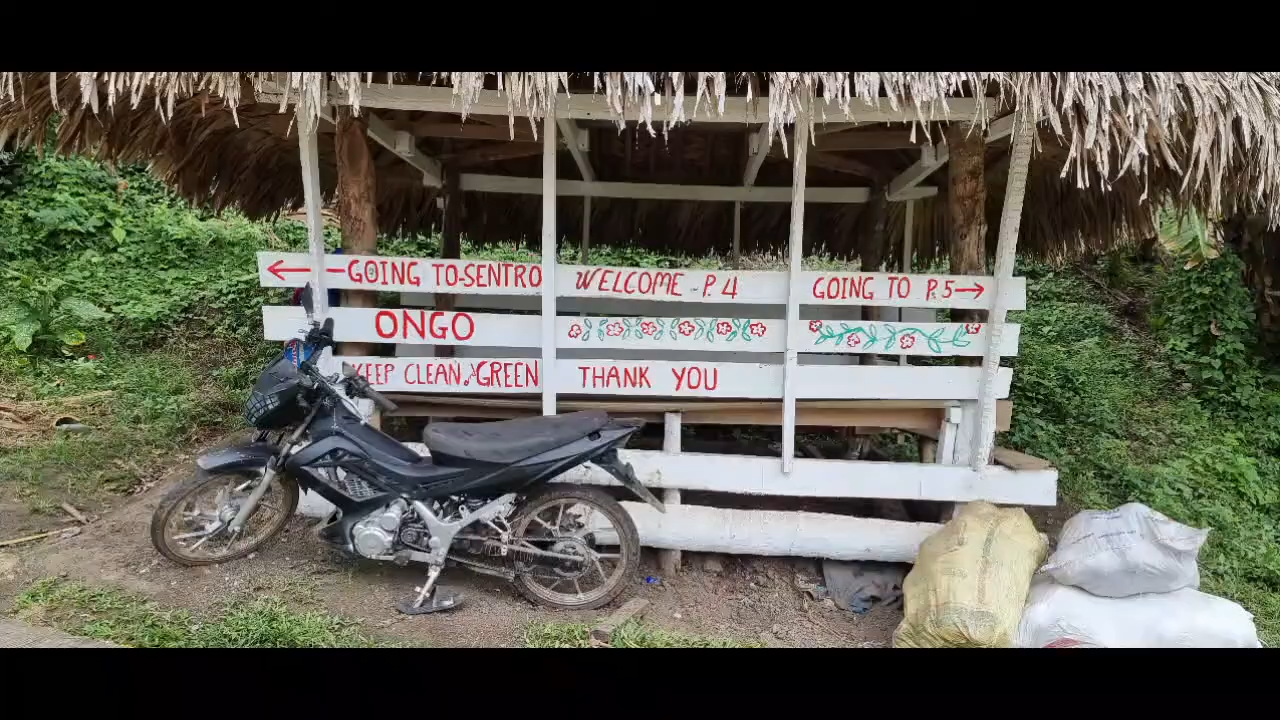 ← GOING TO-SENTRO WELCOME - P. 4 GOING TO P. 5 →
ONGO
KEEP CLEAN. & GREEN THANK YOU